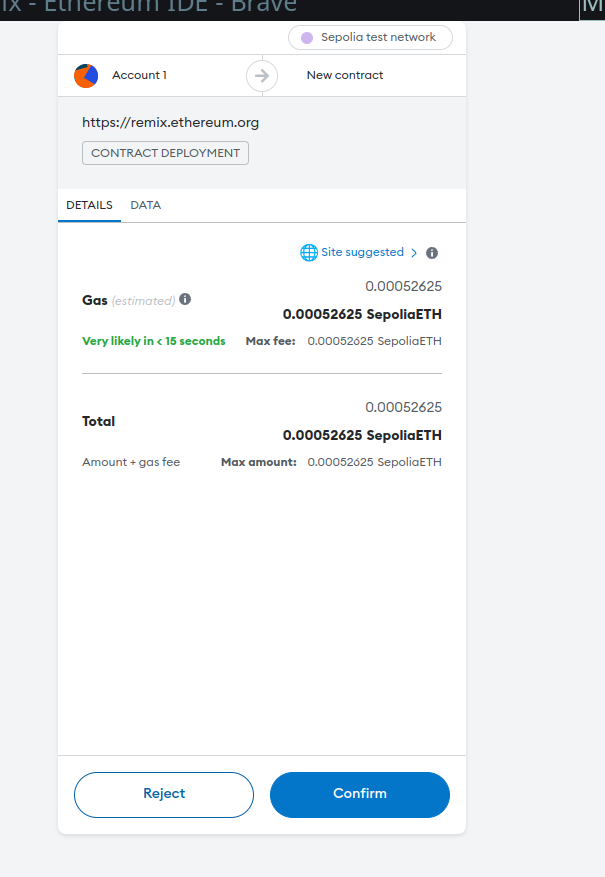 ix - Ethereum IDE - Brave
M
Sepolia test network
Account 1
New contract
https://remix.ethereum.org
CONTRACT DEPLOYMENT
DETAILS DATA
Site suggested >
0.00052625
Gas (estimated)
0.00052625 SepoliaETH
Very likely in < 15 seconds Max fee: 0.00052625 SepoliaETH
0.00052625
Total
0.00052625 SepoliaETH
Amount + gas fee Max amount: 0.00052625 SepoliaETH
Reject Confirm